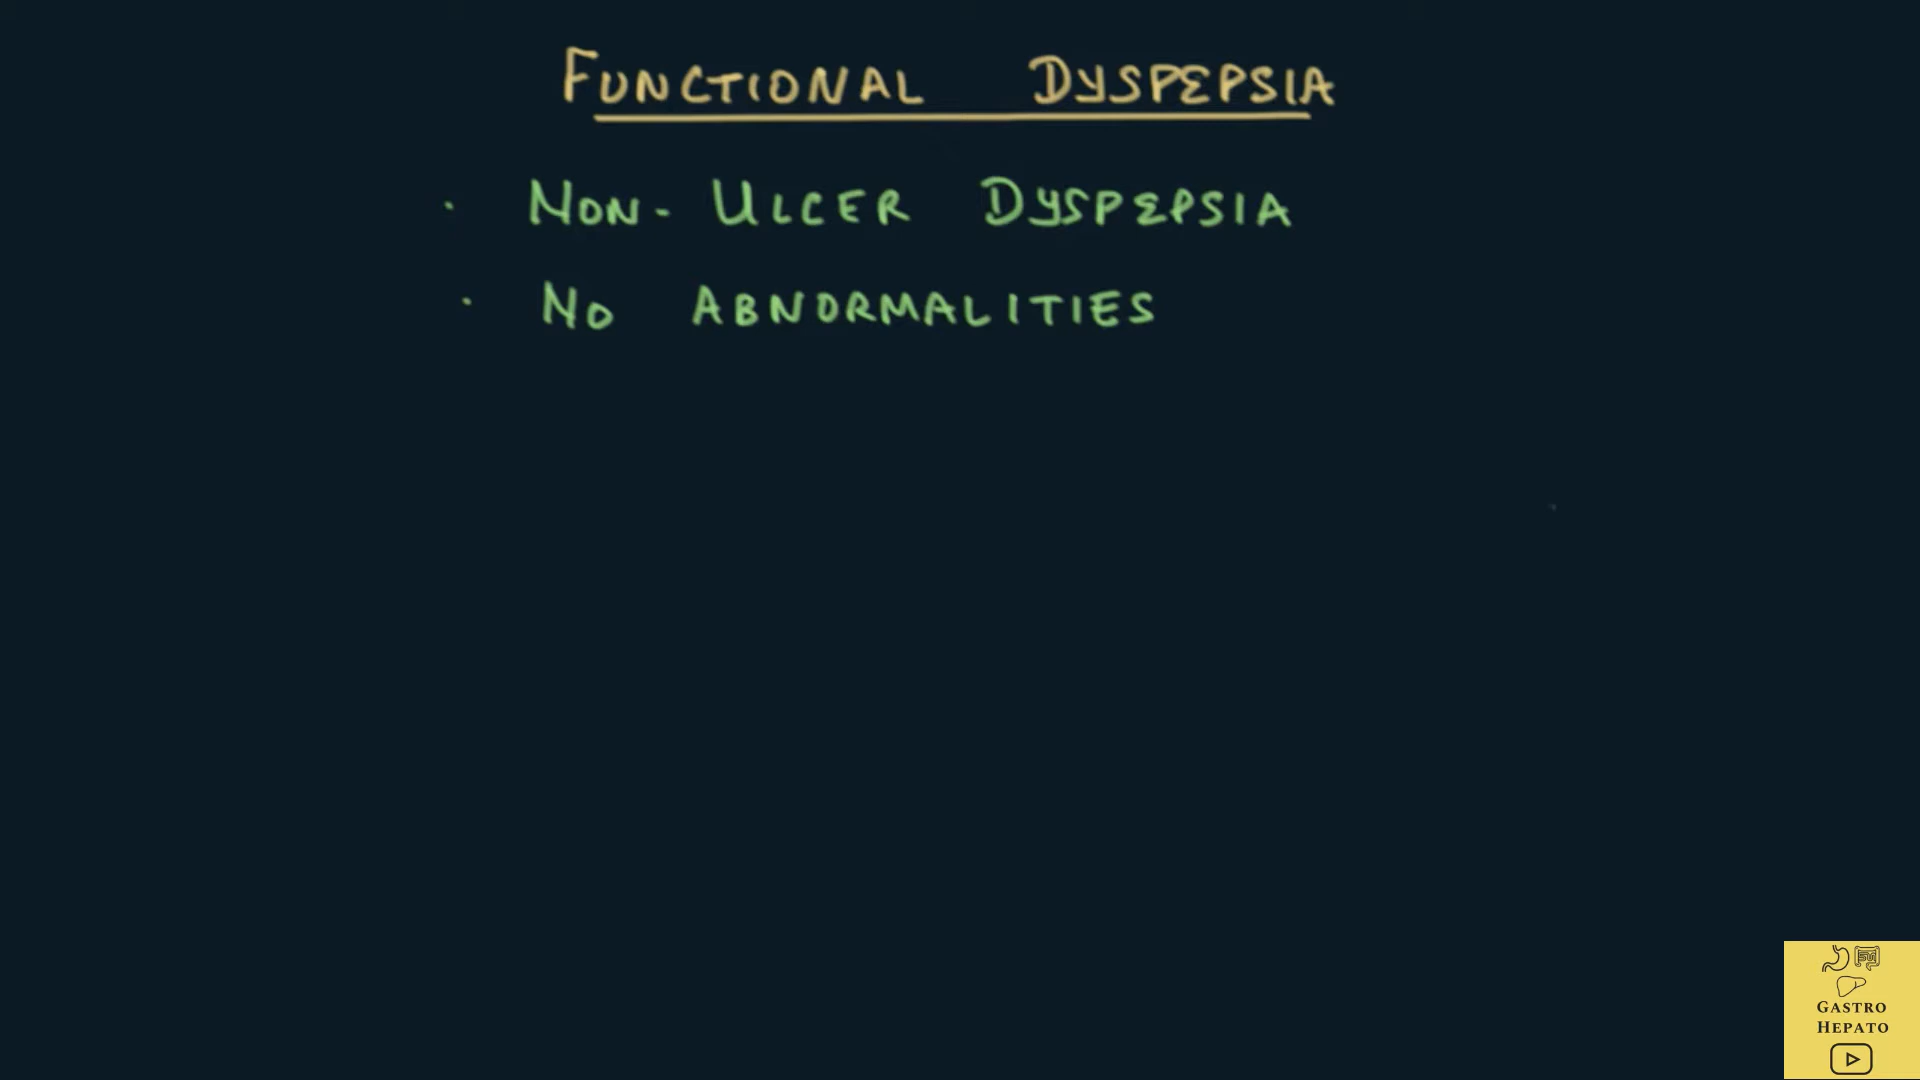 FUNCTIONAL DYSPEPSIA
· NON-ULCER DYSPEPSIA
· NO ABNORMALITIES
GASTRO
HEPATO